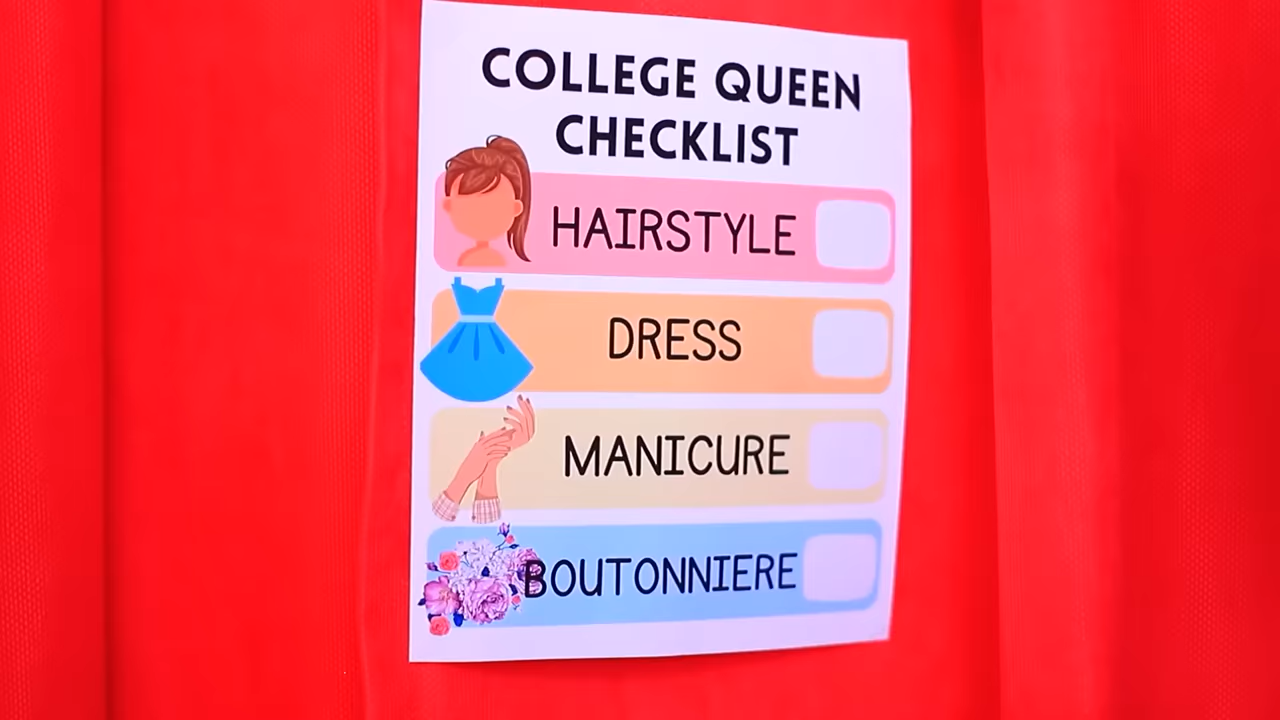 COLLEGE QUEEN
CHECKLIST
HAIRSTYLE
DRESS
MANICURE
BOUTONNIERE